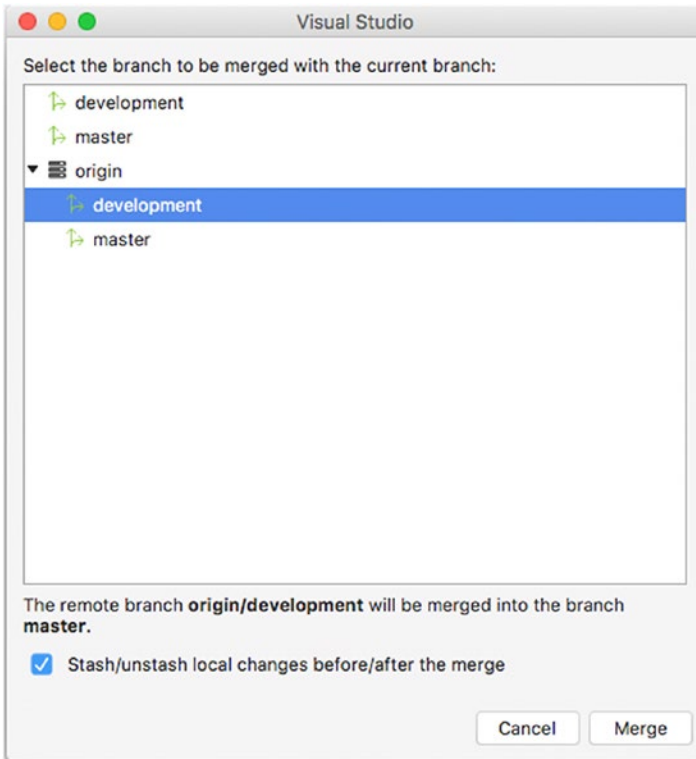 Visual Studio
Select the branch to be merged with the current branch:
development
master
origin
development
master
The remote branch origin/development will be merged into the branch
master.
Stash/unstash local changes before/after the merge
Cancel Merge